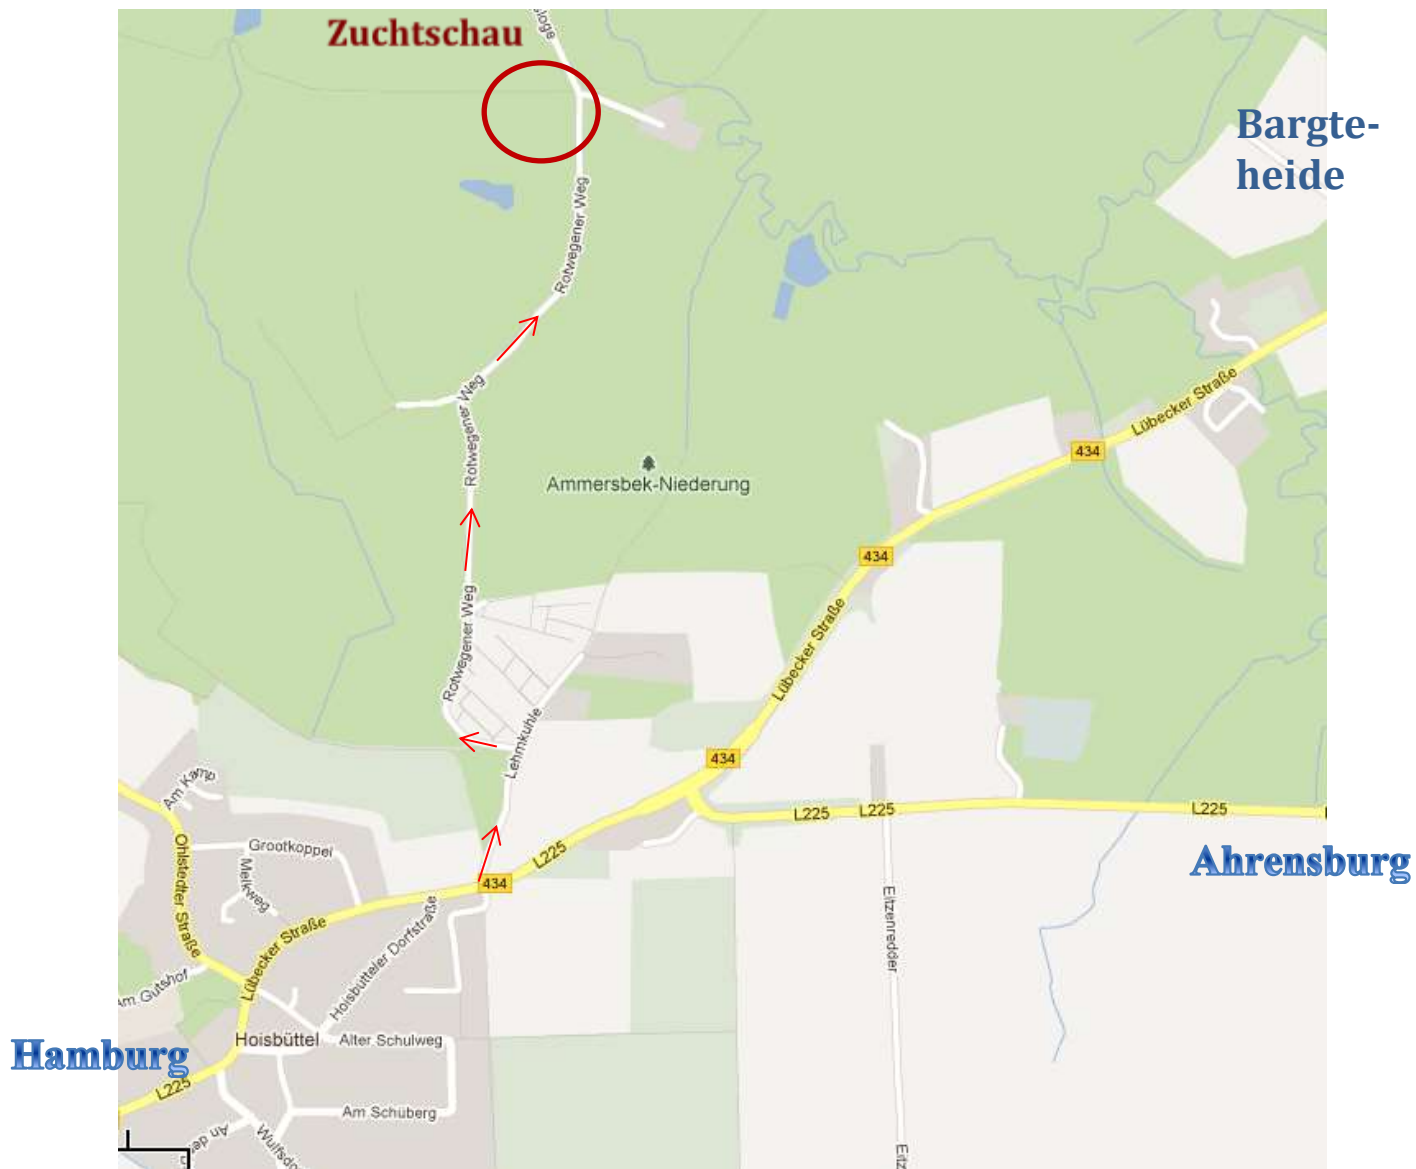 Zuchtschau
Bargte-
heide
Rotwegener Weg
Rotwegener Weg
Rotwegener Weg
Rotwegener Weg
Ammersbek-Niederung
Lübecker Straße
434
434
Lübecker Straße
434
Lehmkuhle
L225
L225
L225
Am Kamp
Ohlstedter Straße
Grootkoppel
Melkweg
L225
434
Ahrensburg
Lübecker Straße
Hoisbütteler Dorfstraße
Eitzenredder
Am Gutshof
Hoisbüttel
Alter Schulweg
Hamburg
L225
Am Schüberg